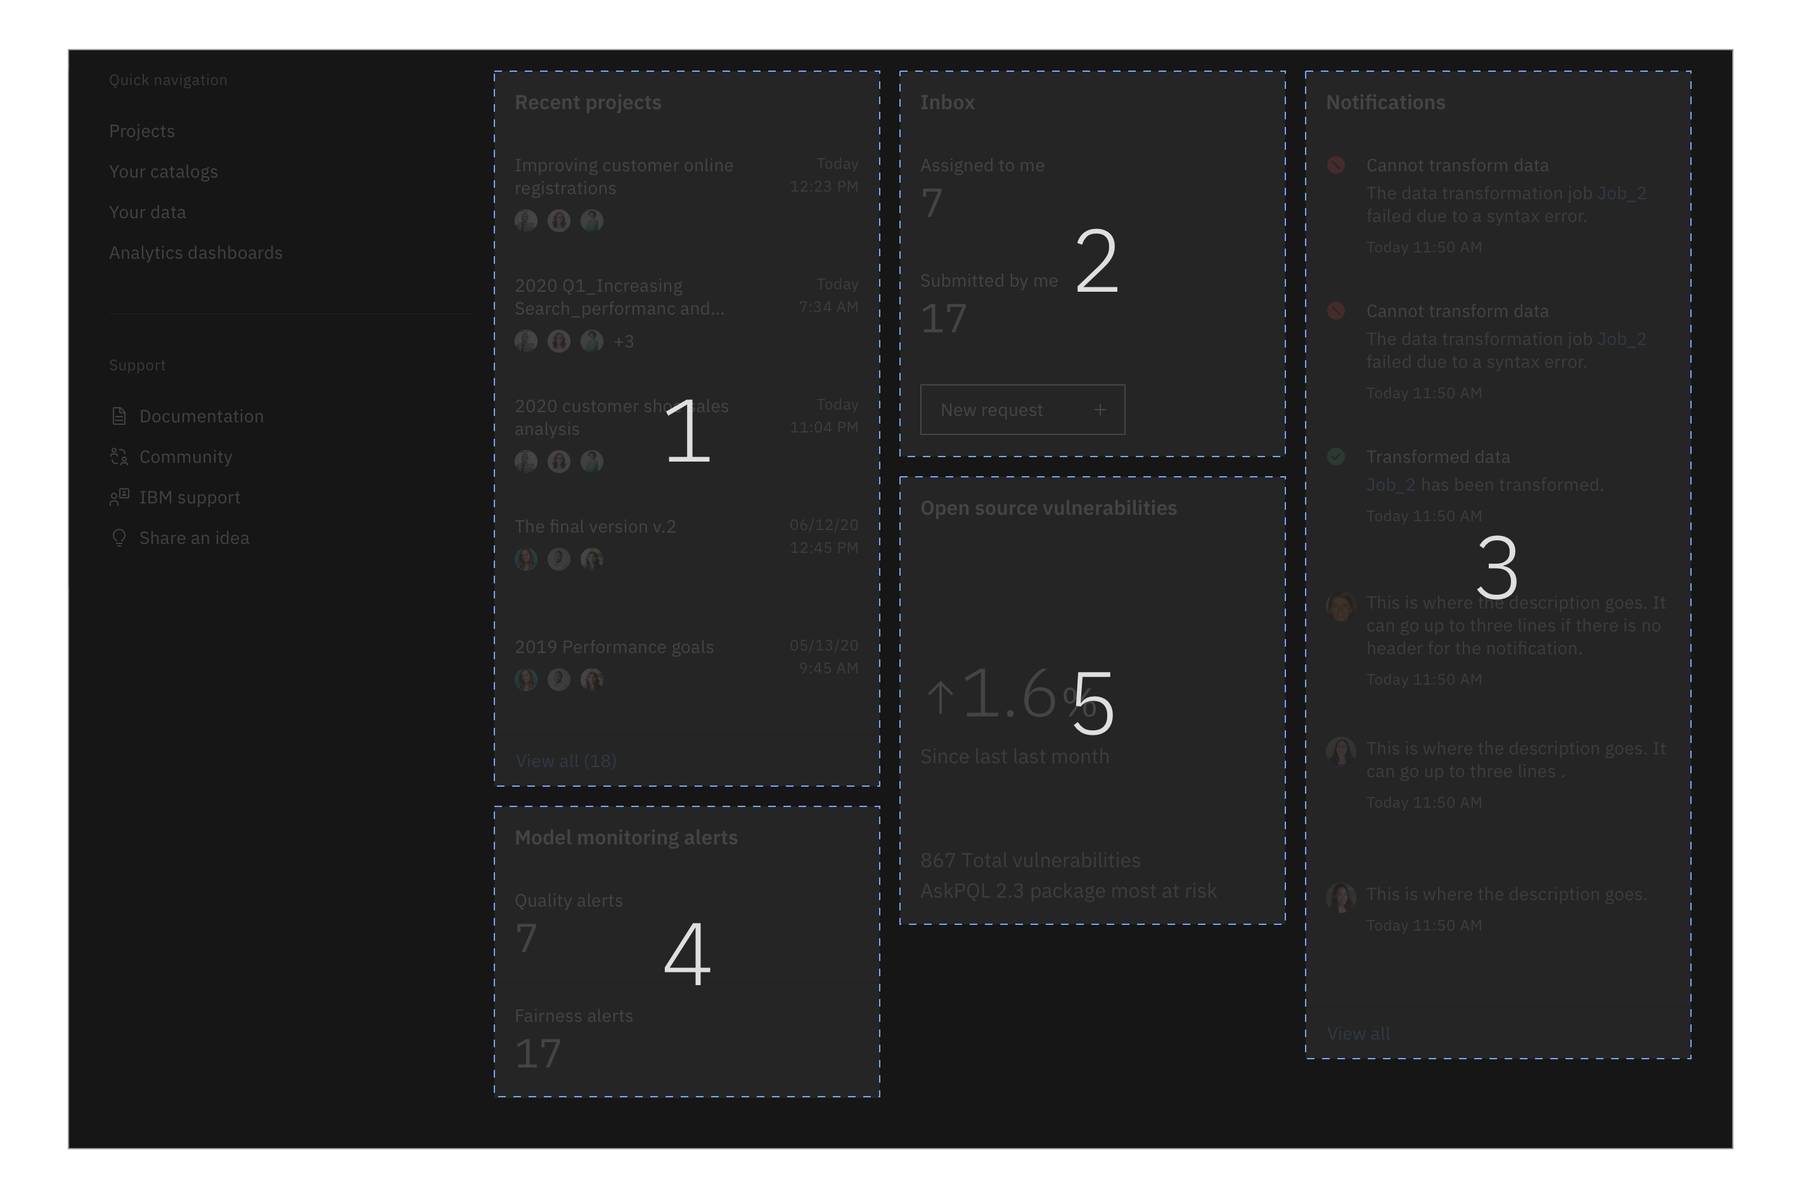 Quick navigation
Projects
Your catalogs
Your data
Analytics dashboards
Support
Documentation
Community
IBM support
Share an idea
Recent projects
Improving customer online
registrations
Today
12:23 PM
2020 Q1_Increasing
Search_performanc and...
Today
7:34 AM
+3
2020 customer shoe sales
analysis
Today
11:04 PM
1
The final version v.2
06/12/20
12:45 PM
2019 Performance goals
05/13/20
9:45 AM
View all (18)
Inbox
Assigned to me
7
2
Submitted by me
17
New request +
Notifications
Cannot transform data
The data transformation job Job_2
failed due to a syntax error.
Today 11:50 AM
Cannot transform data
The data transformation job Job_2
failed due to a syntax error.
Today 11:50 AM
Transformed data
Job_2 has been transformed.
Today 11:50 AM
3
This is where the description goes. It
can go up to three lines if there is no
header for the notification.
Today 11:50 AM
This is where the description goes. It
can go up to three lines .
Today 11:50 AM
This is where the description goes.
Today 11:50 AM
View all
Model monitoring alerts
Quality alerts
7
4
Fairness alerts
17
Open source vulnerabilities
↑1.6%
5
Since last last month
867 Total vulnerabilities
AskPQL 2.3 package most at risk